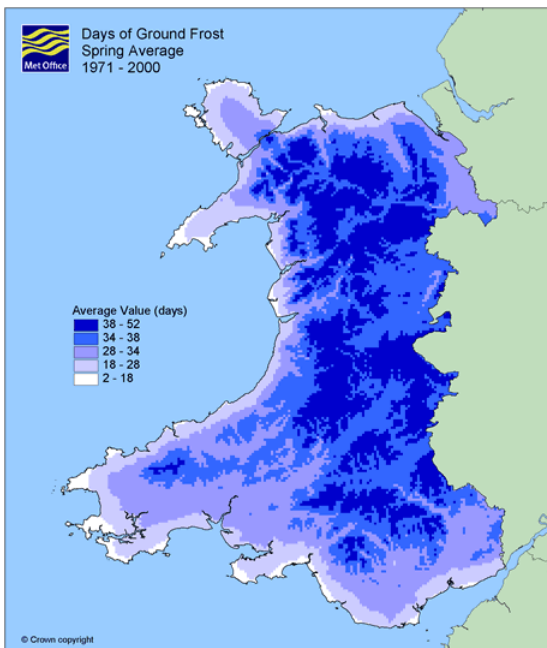 Met Office
Days of Ground Frost
Spring Average
1971 - 2000
Average Value (days)
38 - 52
34 - 38
28 - 34
18 - 28
2 - 18
© Crown copyright